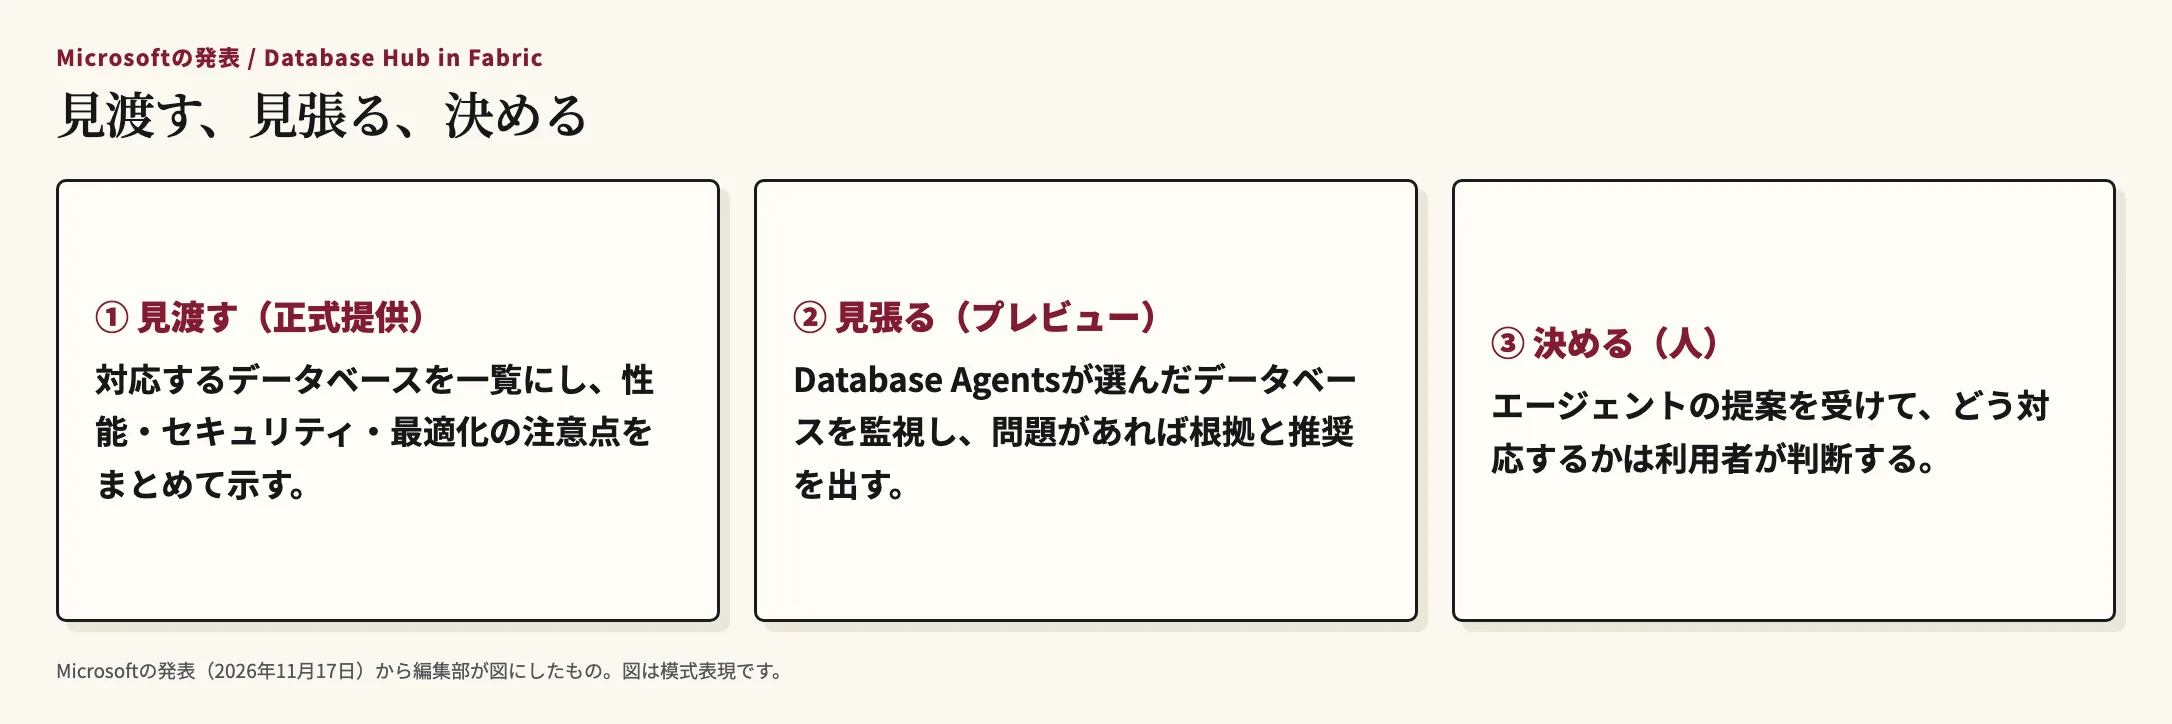 Microsoftの発表 / Database Hub in Fabric
見渡す、見張る、決める
① 見渡す（正式提供）
対応するデータベースを一覧にし、性
能・セキュリティ・最適化の注意点を
まとめて示す。
② 見張る（プレビュー）
Database Agentsが選んだデータベー
スを監視し、問題があれば根拠と推奨
を出す。
③ 決める（人）
エージェントの提案を受けて、どう対
応するかは利用者が判断する。
Microsoftの発表（2026年11月17日）から編集部が図にしたもの。図は模式表現です。